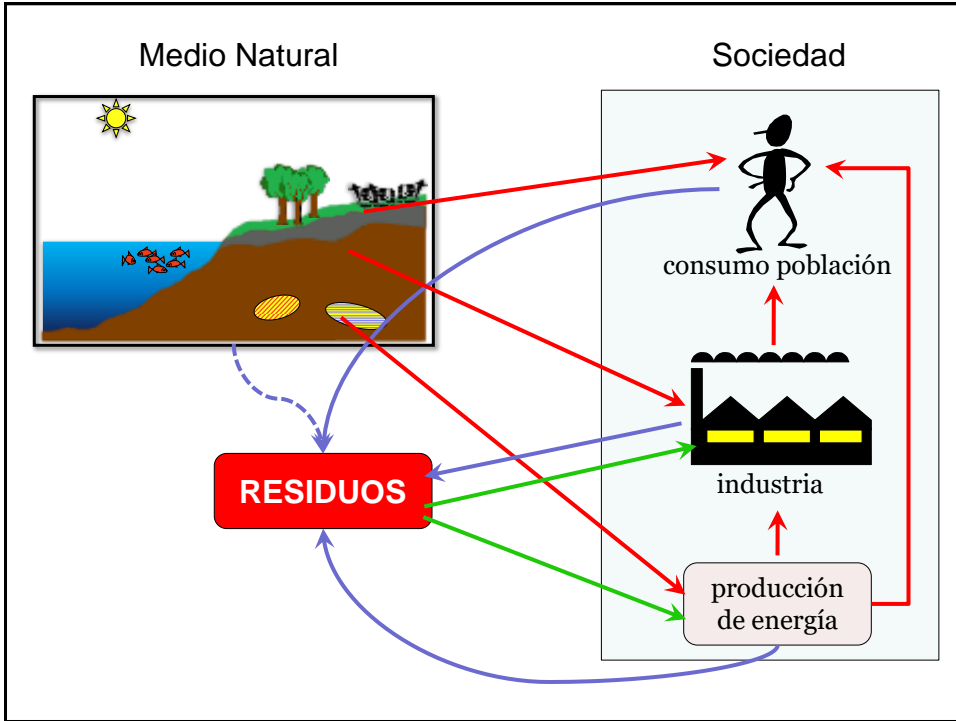 Medio Natural
Sociedad
consumo población
RESIDUOS
industria
producción
de energía